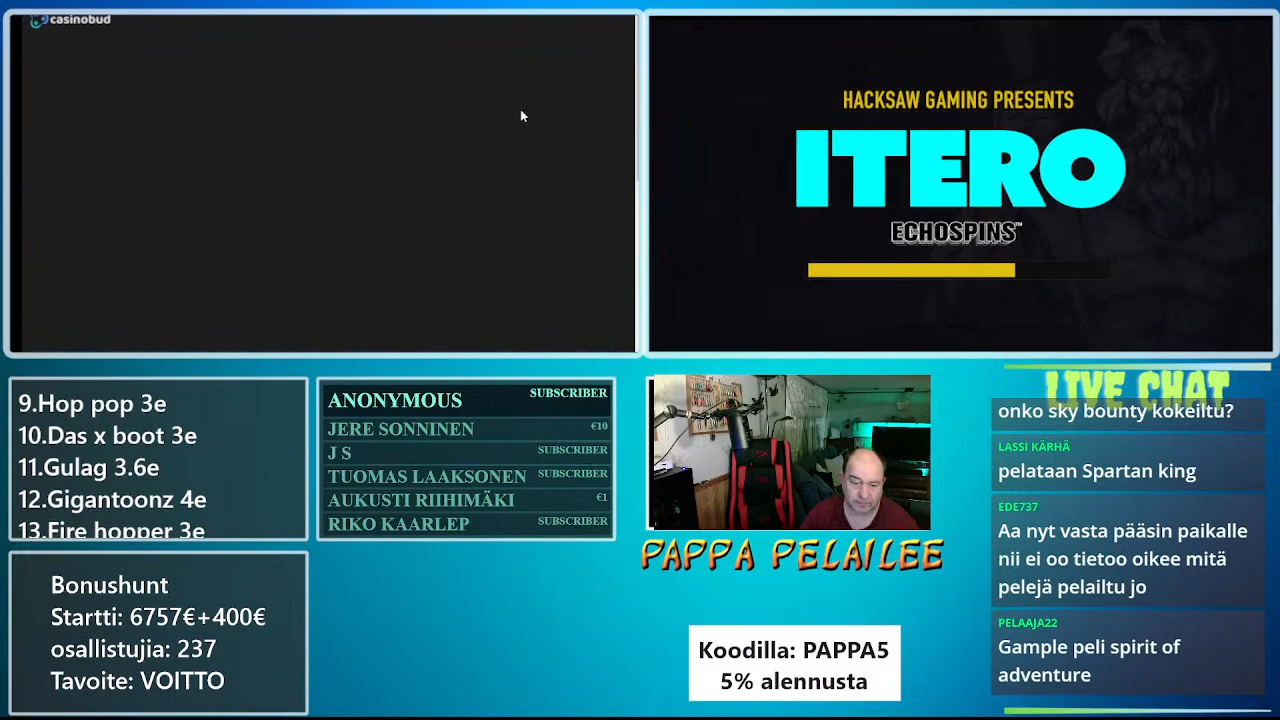 casinobud
HACKSAW GAMING PRESENTS
ITERO
ECHOSPINS™
9.Hop pop 3e
10.Das x boot 3e
11.Gulag 3.6e
12.Gigantoonz 4e
13.Fire hopper 3e
ANONYMOUS SUBSCRIBER
JERE SONNINEN €10
J S SUBSCRIBER
TUOMAS LAAKSONEN SUBSCRIBER
AUKUSTI RIIHIMÄKI €1
RIKO KAARLEP SUBSCRIBER
Bonushunt
Startti: 6757€+400€
osallistujia: 237
Tavoite: VOITTO
PAPPA PELAILEE
Koodilla: PAPPA5
5% alennusta
LIVE CHAT
onko sky bounty kokeiltu?
LASSI KÄRHÄ
pelataan Spartan king
EDE737
Aa nyt vasta pääsin paikalle
nii ei oo tietoo oikee mitä
pelejä pelailtu jo
PELAAJA22
Gample peli spirit of
adventure